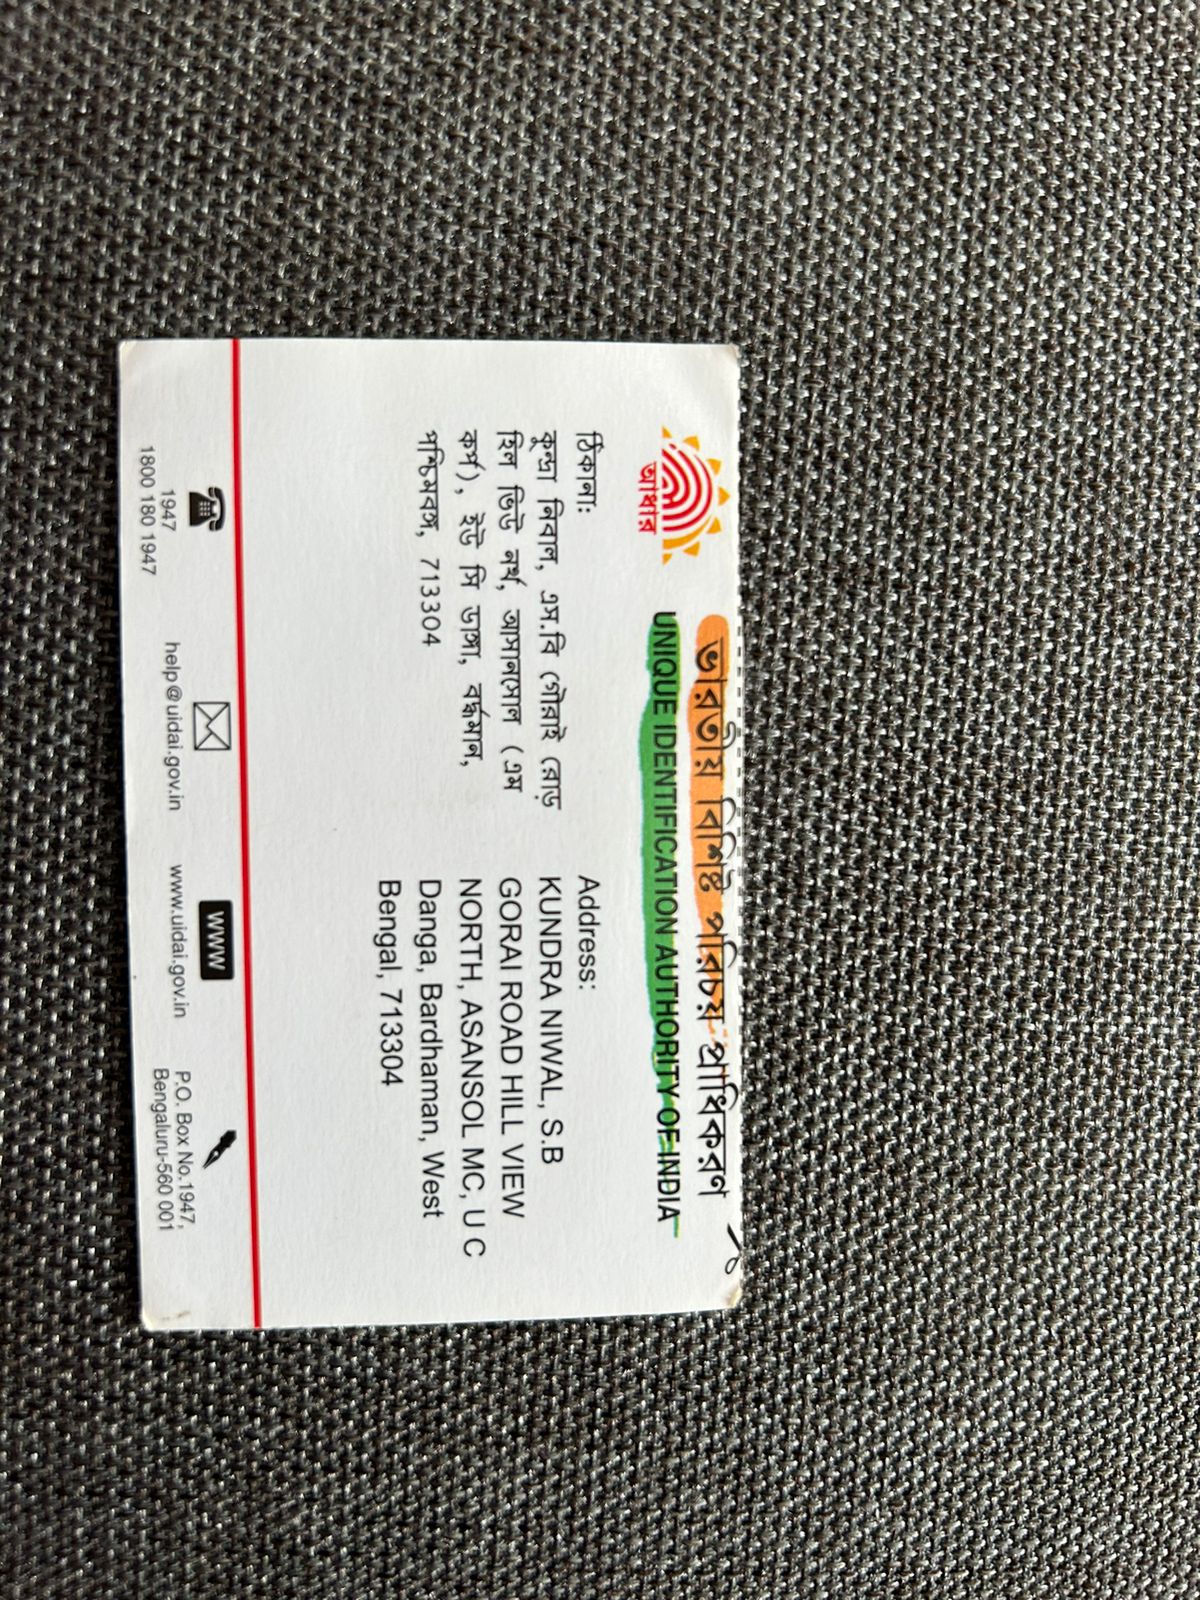 ভারতীয় বিশিষ্ট পরিচয় প্রাধিকরণ
UNIQUE IDENTIFICATION AUTHORITY OF INDIA
আধার
ঠিকানা:
কুন্দ্রা নিবাল, এস.বি গৌরাই রোড়
হিল ভিউ নর্থ, আসানসোল (এম
কর্প), ইউ সি ডাঙ্গা, বর্দ্ধমান,
পশ্চিমবঙ্গ, 713304
Address:
KUNDRA NIWAL, S.B
GORAI ROAD HILL VIEW
NORTH, ASANSOL MC, U C
Danga, Bardhaman, West
Bengal, 713304
1947
1800 180 1947
help@uidai.gov.in
WWW
www.uidai.gov.in
P.O. Box No.1947,
Bengaluru-560 001